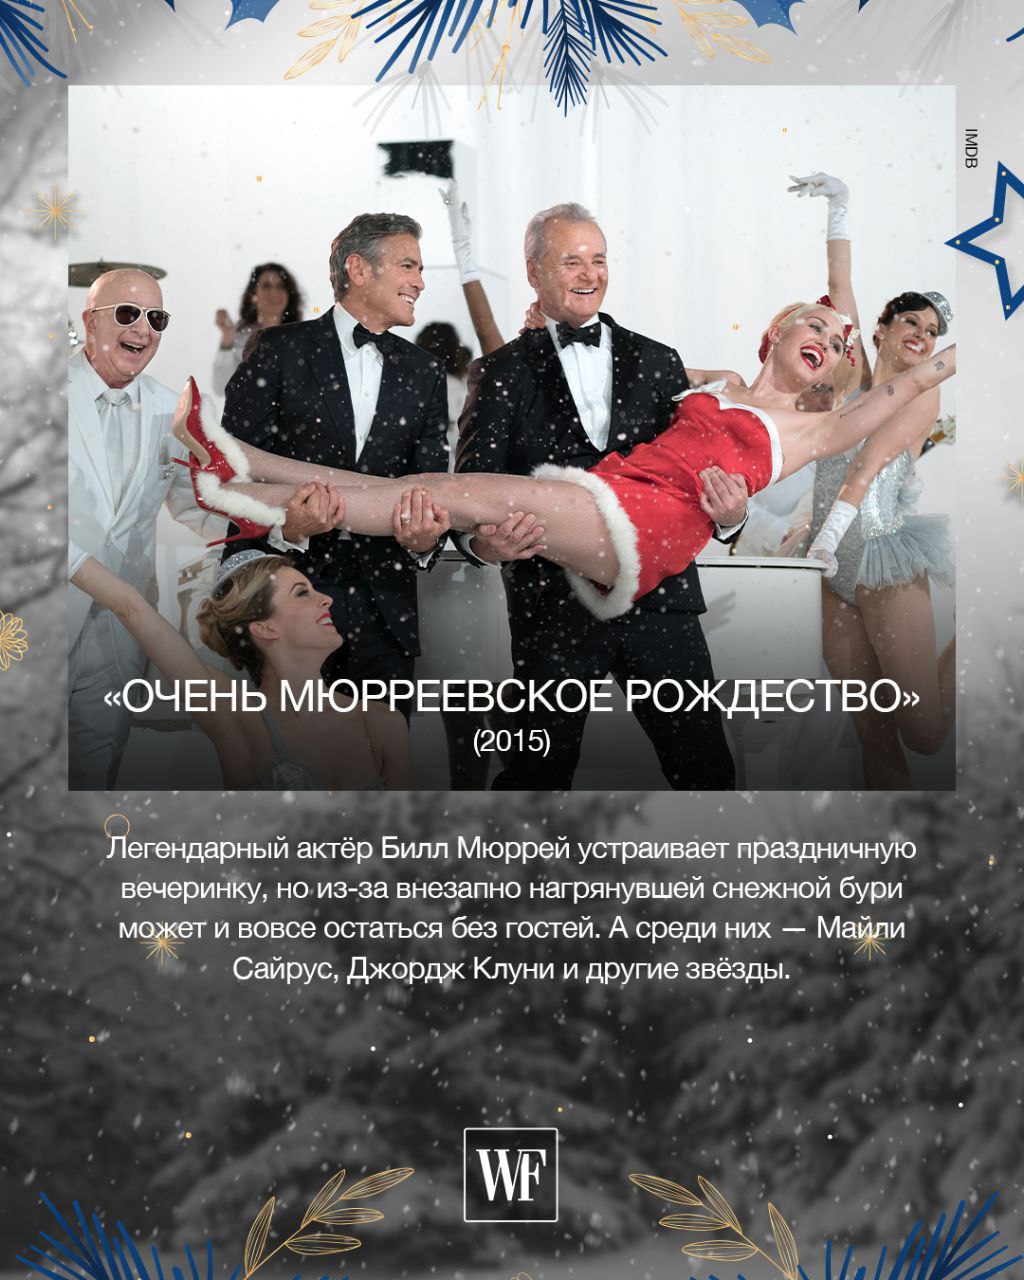 IMDB
«ОЧЕНЬ МЮРРЕЕВСКОЕ РОЖДЕСТВО»
(2015)
Легендарный актёр Билл Мюррей устраивает праздничную
вечеринку, но из-за внезапно нагрянувшей снежной бури
может и вовсе остаться без гостей. А среди них — Майли
Сайрус, Джордж Клуни и другие звёзды.
WF